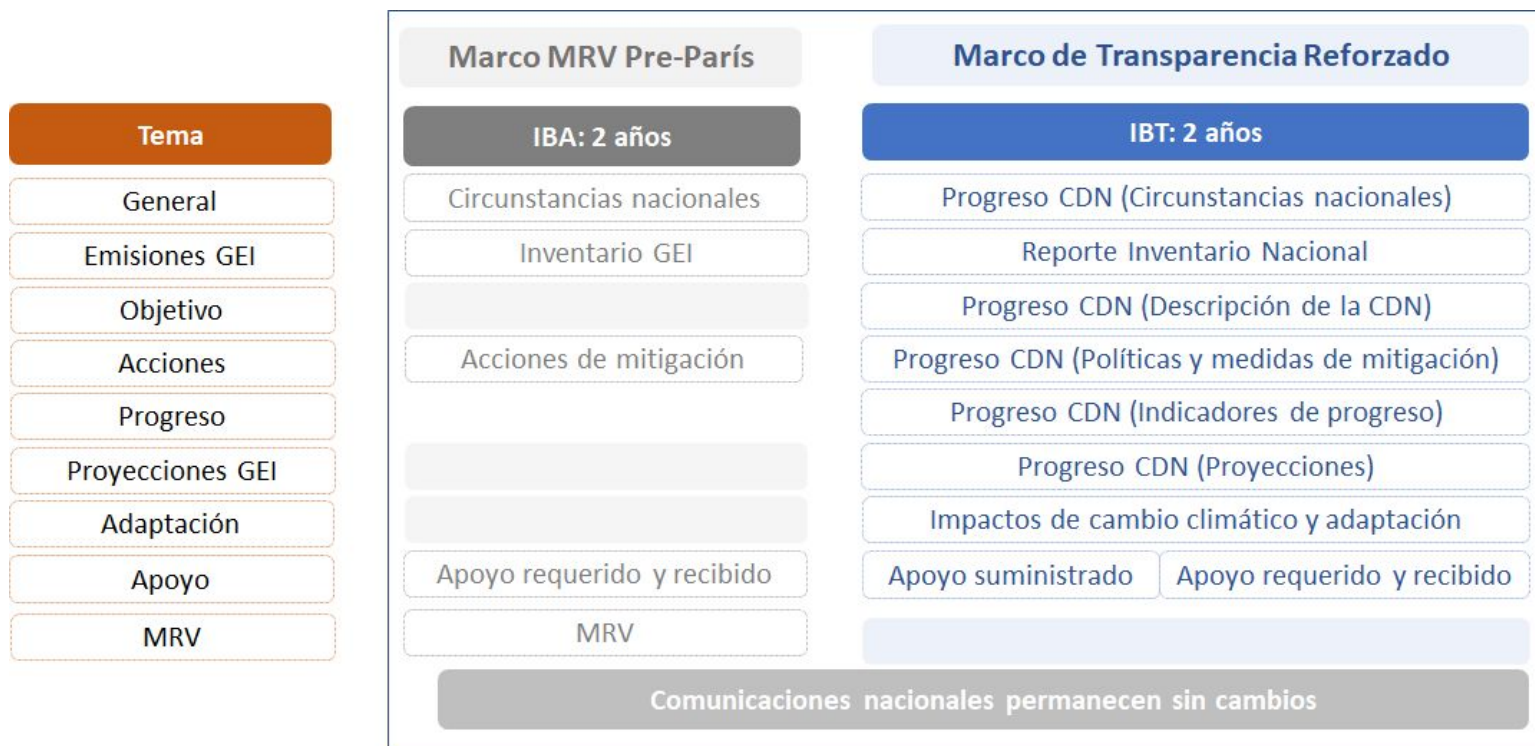 Marco MRV Pre-París
Marco de Transparencia Reforzado
Tema
IBA: 2 años
IBT: 2 años
General
Circunstancias nacionales
Progreso CDN (Circunstancias nacionales)
Emisiones GEI
Inventario GEI
Reporte Inventario Nacional
Objetivo
Progreso CDN (Descripción de la CDN)
Acciones
Acciones de mitigación
Progreso CDN (Políticas y medidas de mitigación)
Progreso
Progreso CDN (Indicadores de progreso)
Proyecciones GEI
Progreso CDN (Proyecciones)
Adaptación
Impactos de cambio climático y adaptación
Apoyo
Apoyo requerido y recibido
Apoyo suministrado
Apoyo requerido y recibido
MRV
MRV
Comunicaciones nacionales permanecen sin cambios